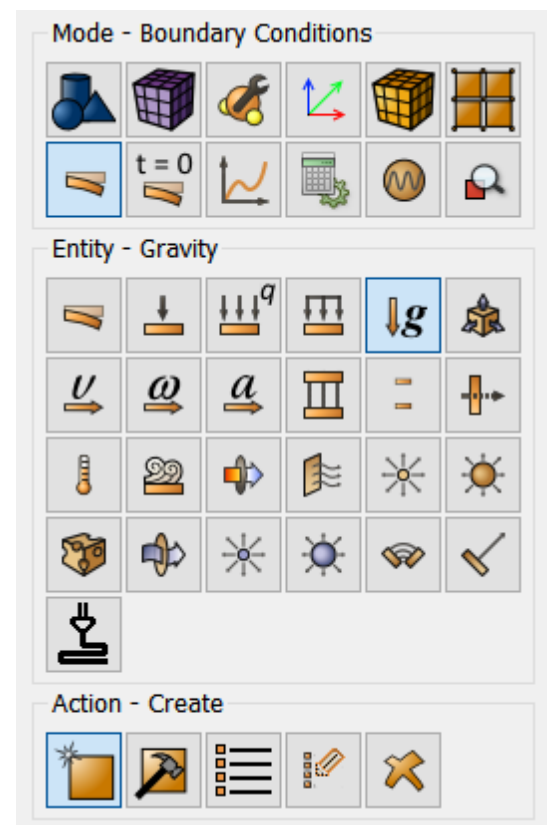 Mode - Boundary Conditions
t = 0
Entity - Gravity
q
g
υ ω a
Action - Create